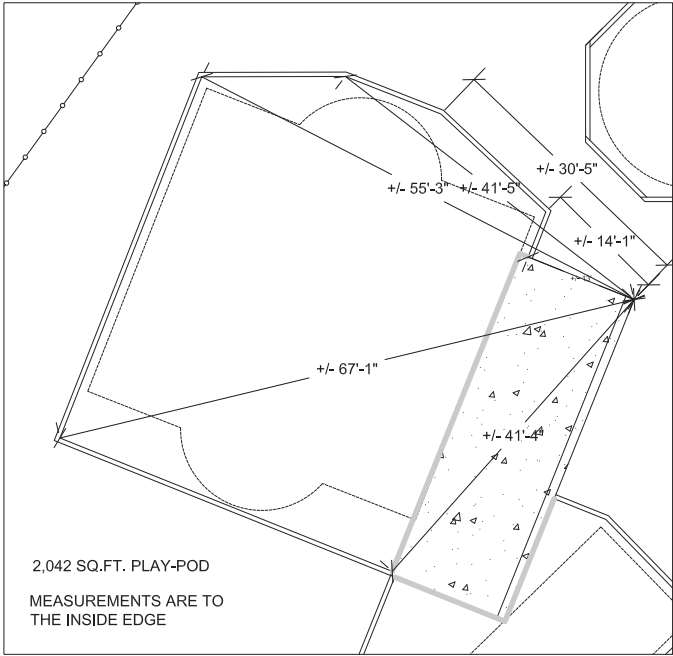 +/- 30'-5"
+/- 55'-3"
+/- 41'-5"
+/- 14'-1"
+/- 67'-1"
+/- 41'-4"
2,042 SQ.FT. PLAY-POD
MEASUREMENTS ARE TO
THE INSIDE EDGE